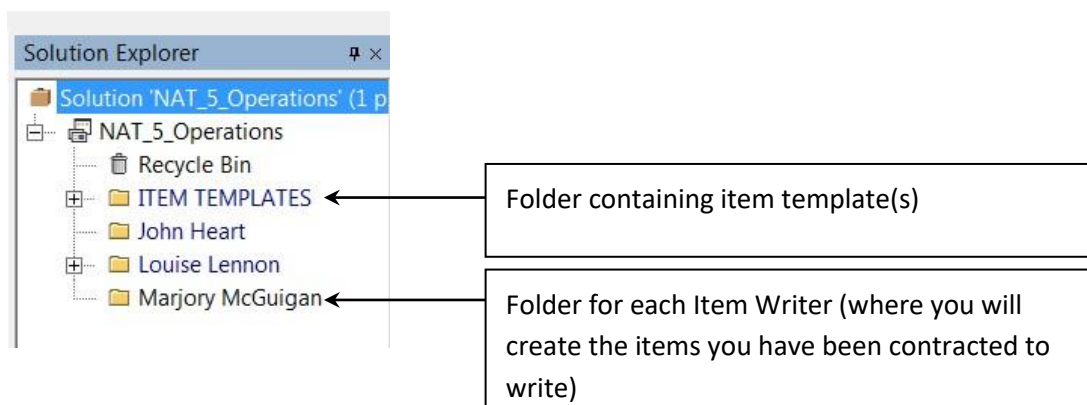 Solution Explorer
Solution 'NAT_5_Operations' (1 p
NAT_5_Operations
Recycle Bin
ITEM TEMPLATES
John Heart
Louise Lennon
Marjory McGuigan
Folder containing item template(s)
Folder for each Item Writer (where you will
create the items you have been contracted to
write)